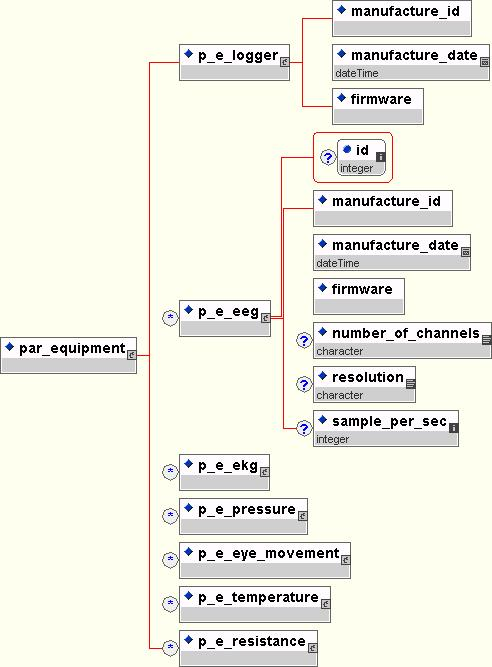 manufacture_id
p_e_logger
manufacture_date
dateTime
firmware
? id
integer
manufacture_id
manufacture_date
dateTime
firmware
* p_e_eeg
? number_of_channels
character
par_equipment
? resolution
character
? sample_per_sec
integer
* p_e_ekg
* p_e_pressure
* p_e_eye_movement
* p_e_temperature
* p_e_resistance